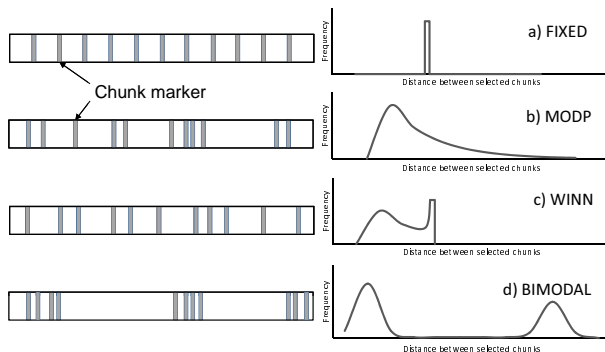 Frequency
a) FIXED
Distance between selected chunks
Chunk marker
Frequency
b) MODP
Distance between selected chunks
Frequency
c) WINN
Distance between selected chunks
Frequency
d) BIMODAL
Distance between selected chunks